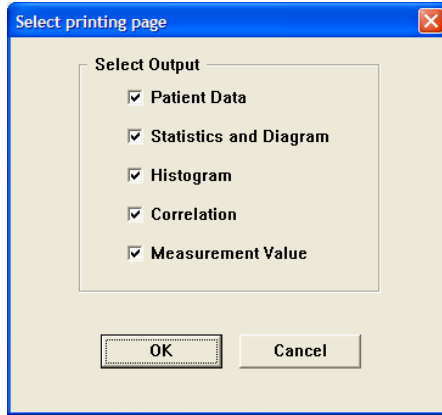 Select printing page
Select Output
Patient Data
Statistics and Diagram
Histogram
Correlation
Measurement Value
OK
Cancel